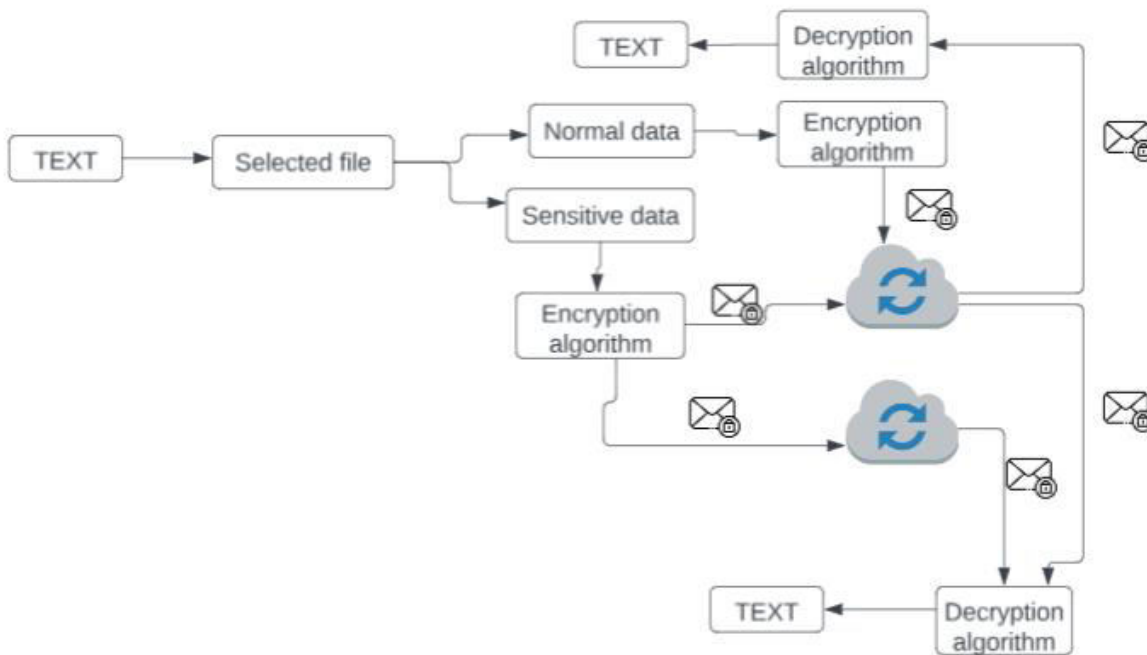 TEXT
Decryption
algorithm
Normal data
Encryption
algorithm
TEXT
Selected file
Sensitive data
Encryption
algorithm
TEXT
Decryption
algorithm